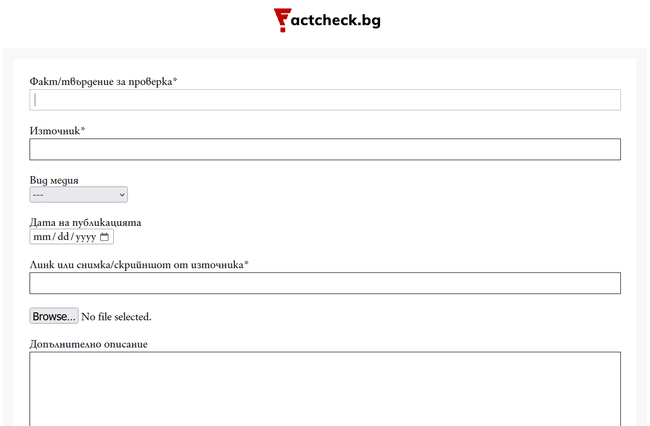 Factcheck.bg
Факт/твърдение за проверка*
Източник*
Вид медия
---
Дата на публикацията
mm/dd/yyyy
Линк или снимка/скрийншот от източника*
Browse... No file selected.
Допълнително описание